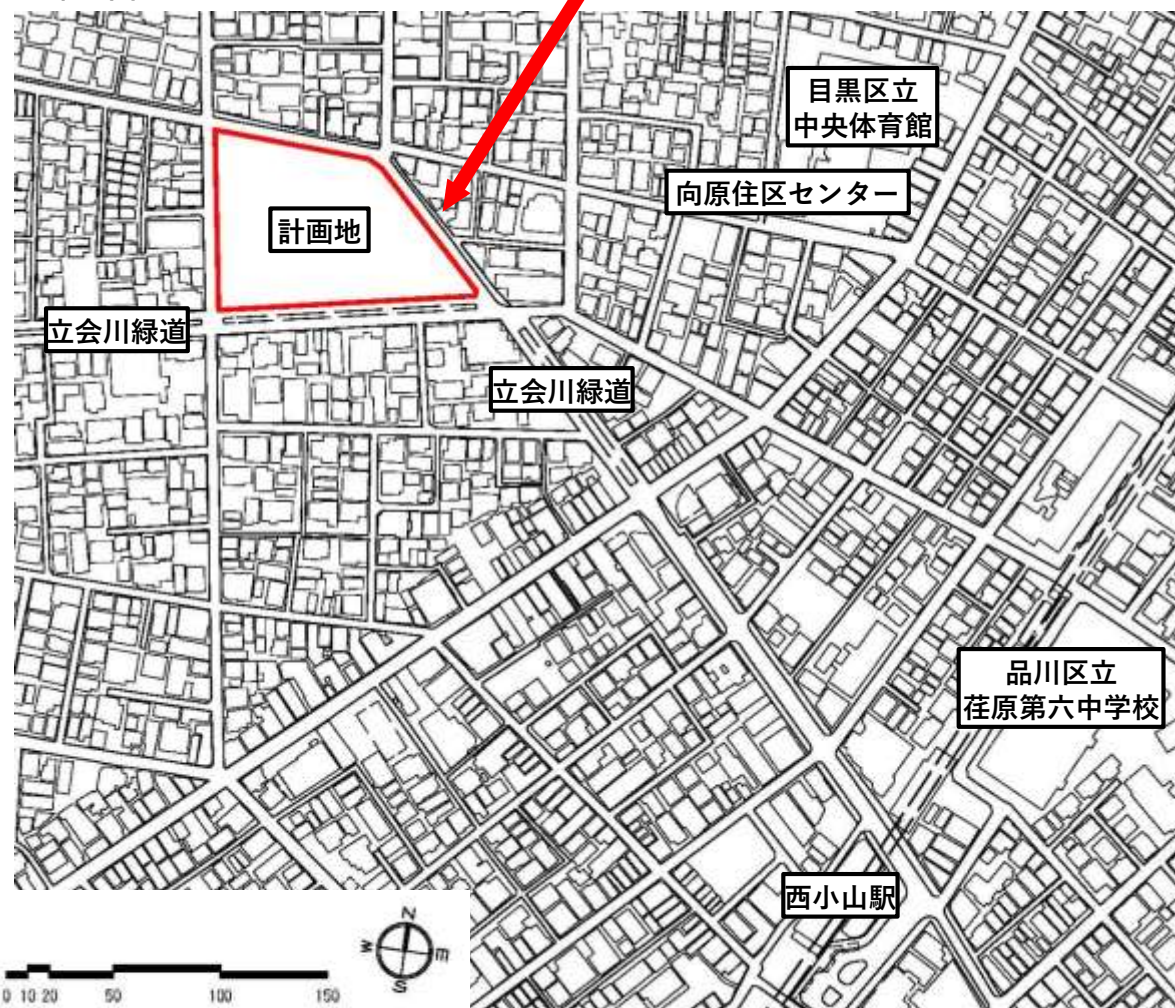 目黒区立
中央体育館
向原住区センター
計画地
立会川緑道
立会川緑道
品川区立
荏原第六中学校
西小山駅
N
W
E
S
0 10 20 50 100 150